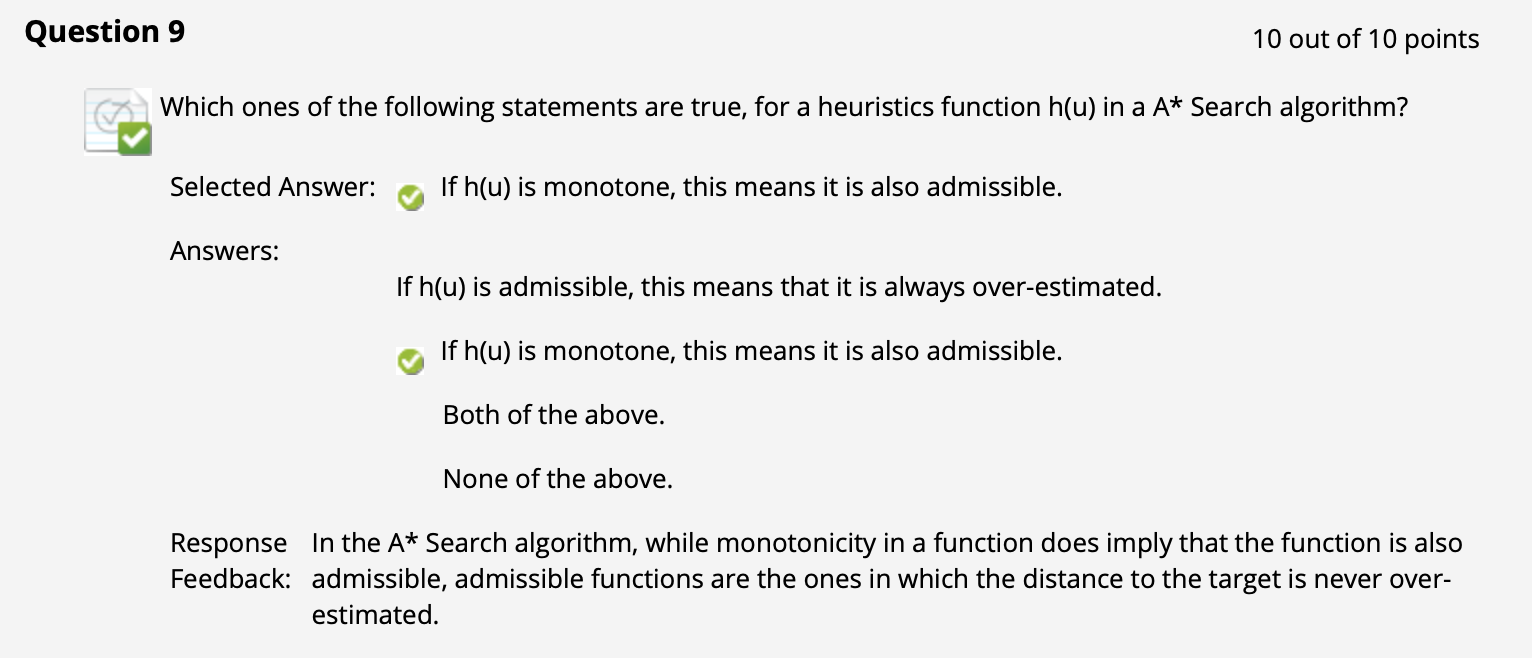 Question 9
10 out of 10 points
Which ones of the following statements are true, for a heuristics function h(u) in a A* Search algorithm?
Selected Answer: If h(u) is monotone, this means it is also admissible.
Answers:
If h(u) is admissible, this means that it is always over-estimated.
If h(u) is monotone, this means it is also admissible.
Both of the above.
None of the above.
Response Feedback:
In the A* Search algorithm, while monotonicity in a function does imply that the function is also
admissible, admissible functions are the ones in which the distance to the target is never over-
estimated.